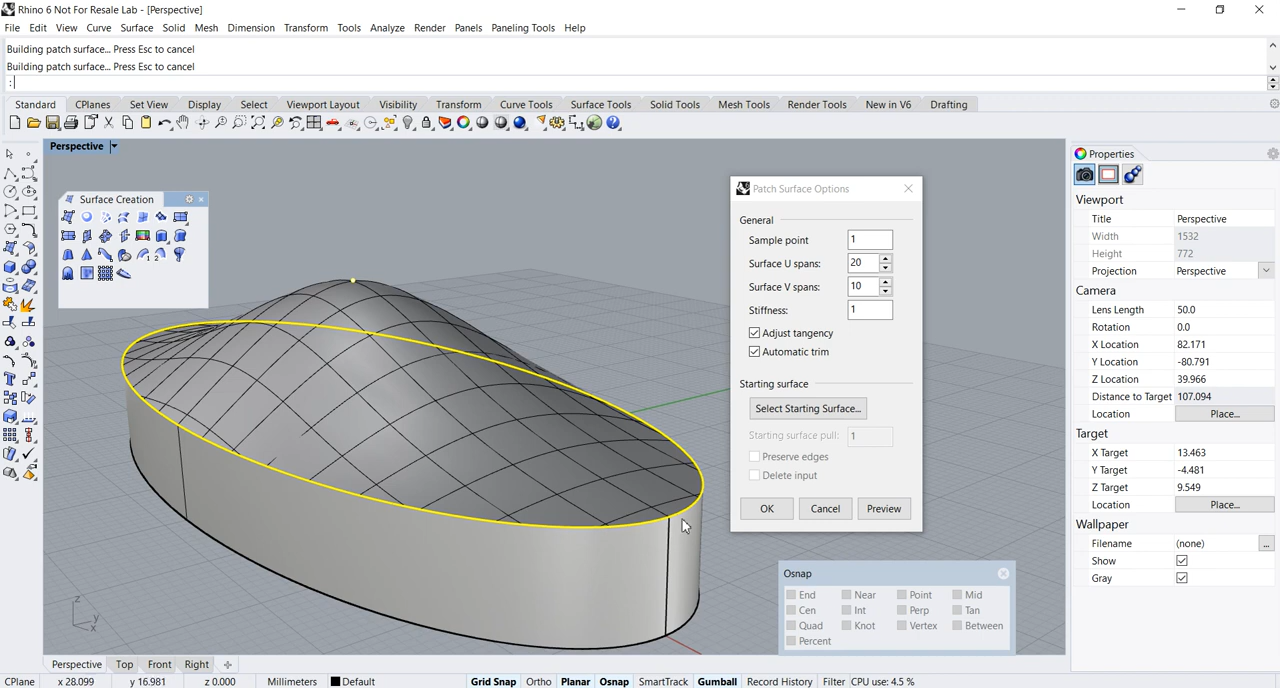 Rhino 6 Not For Resale Lab - [Perspective]
File Edit View Curve Surface Solid Mesh Dimension Transform Tools Analyze Render Panels Paneling Tools Help
Building patch surface... Press Esc to cancel
Building patch surface... Press Esc to cancel
:
Standard CPlanes Set View Display Select Viewport Layout Visibility Transform Curve Tools Surface Tools Solid Tools Mesh Tools Render Tools New in V6 Drafting
Perspective
Surface Creation
Patch Surface Options
General
Sample point 1
Surface U spans: 20
Surface V spans: 10
Stiffness: 1
Adjust tangency
Automatic trim
Starting surface
Select Starting Surface...
Starting surface pull: 1
Preserve edges
Delete input
OK Cancel Preview
Osnap
End Near Point Mid
Cen Int Perp Tan
Quad Knot Vertex Between
Percent
z
y
x
Properties
Viewport
Title Perspective
Width 1532
Height 772
Projection Perspective
Camera
Lens Length 50.0
Rotation 0.0
X Location 82.171
Y Location -80.791
Z Location 39.966
Distance to Target 107.094
Location Place...
Target
X Target 13.463
Y Target -4.481
Z Target 9.549
Location Place...
Wallpaper
Filename (none) ...
Show
Gray
Perspective Top Front Right
CPlane x 28.099 y 16.981 z 0.000 Millimeters Default Grid Snap Ortho Planar Osnap SmartTrack Gumball Record History Filter CPU use: 4.5 %